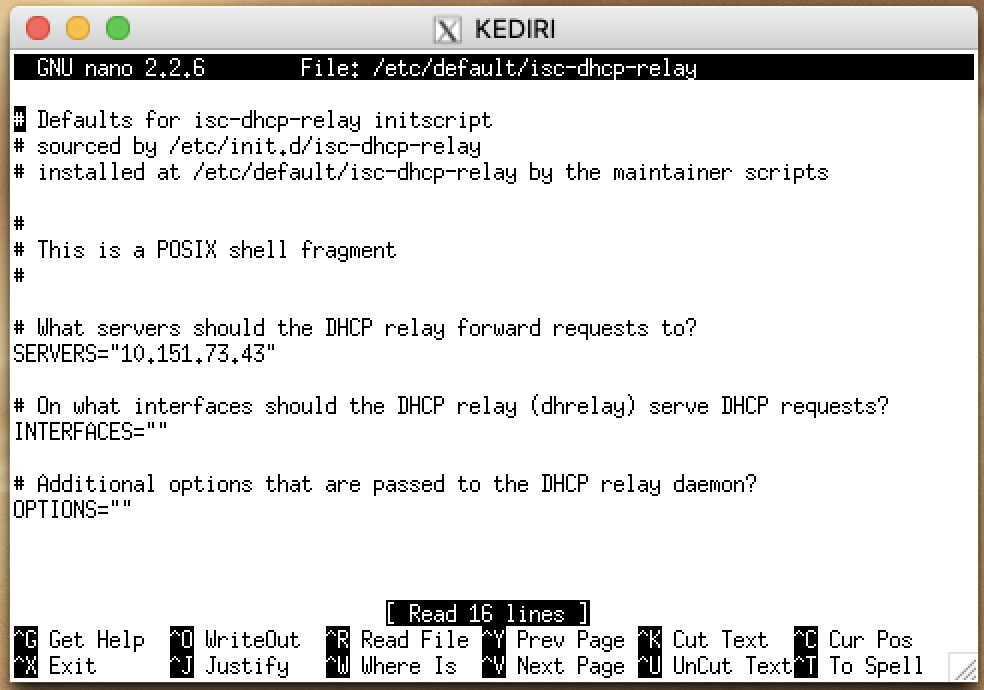 KEDIRI
GNU nano 2.2.6 File: /etc/default/isc-dhcp-relay
# Defaults for isc-dhcp-relay initscript
# sourced by /etc/init.d/isc-dhcp-relay
# installed at /etc/default/isc-dhcp-relay by the maintainer scripts
#
# This is a POSIX shell fragment
#
# What servers should the DHCP relay forward requests to?
SERVERS="10.151.73.43"
# On what interfaces should the DHCP relay (dhrelay) serve DHCP requests?
INTERFACES=""
# Additional options that are passed to the DHCP relay daemon?
OPTIONS=""
[ Read 16 lines ]
^G Get Help ^O WriteOut ^R Read File ^Y Prev Page ^K Cut Text ^C Cur Pos
^X Exit ^J Justify ^W Where Is ^V Next Page ^U UnCut Text ^T To Spell